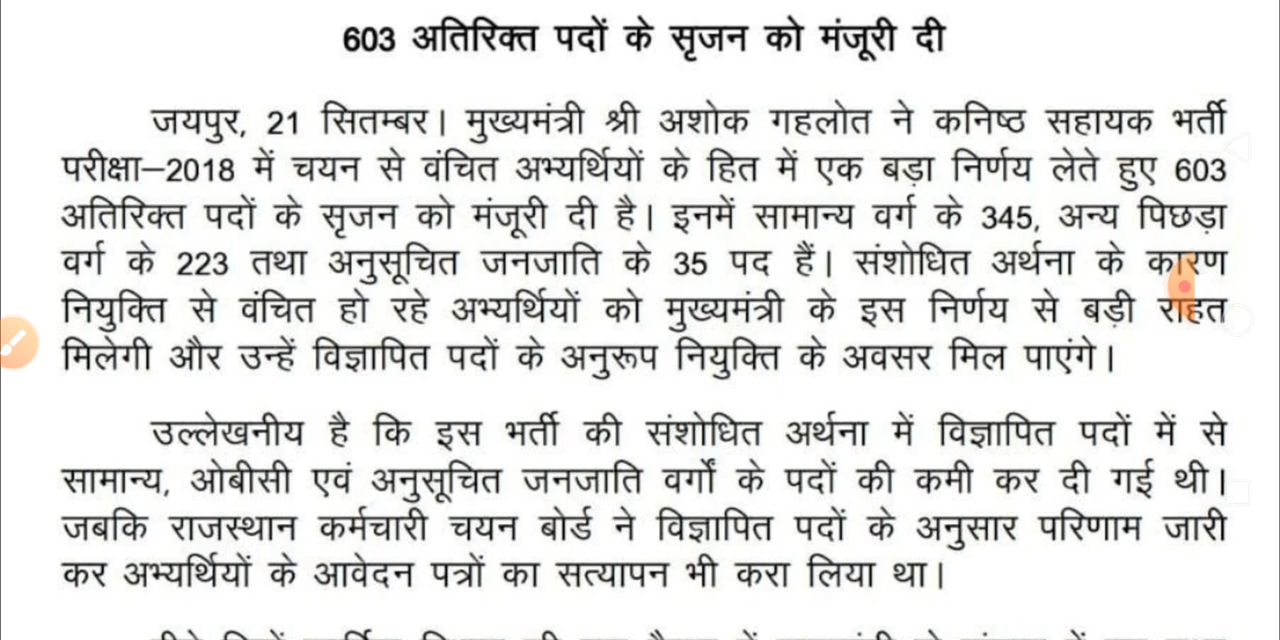 603 अतिरिक्त पदों के सृजन को मंजूरी दी
जयपुर, 21 सितम्बर। मुख्यमंत्री श्री अशोक गहलोत ने कनिष्ठ सहायक भर्ती
परीक्षा–2018 में चयन से वंचित अभ्यर्थियों के हित में एक बड़ा निर्णय लेते हुए 603
अतिरिक्त पदों के सृजन को मंजूरी दी है। इनमें सामान्य वर्ग के 345, अन्य पिछड़ा
वर्ग के 223 तथा अनुसूचित जनजाति के 35 पद हैं। संशोधित अर्थना के कारण
नियुक्ति से वंचित हो रहे अभ्यर्थियों को मुख्यमंत्री के इस निर्णय से बड़ी राहत
मिलेगी और उन्हें विज्ञापित पदों के अनुरूप नियुक्ति के अवसर मिल पाएंगे।
उल्लेखनीय है कि इस भर्ती की संशोधित अर्थना में विज्ञापित पदों में से
सामान्य, ओबीसी एवं अनुसूचित जनजाति वर्गों के पदों की कमी कर दी गई थी।
जबकि राजस्थान कर्मचारी चयन बोर्ड ने विज्ञापित पदों के अनुसार परिणाम जारी
कर अभ्यर्थियों के आवेदन पत्रों का सत्यापन भी करा लिया था।